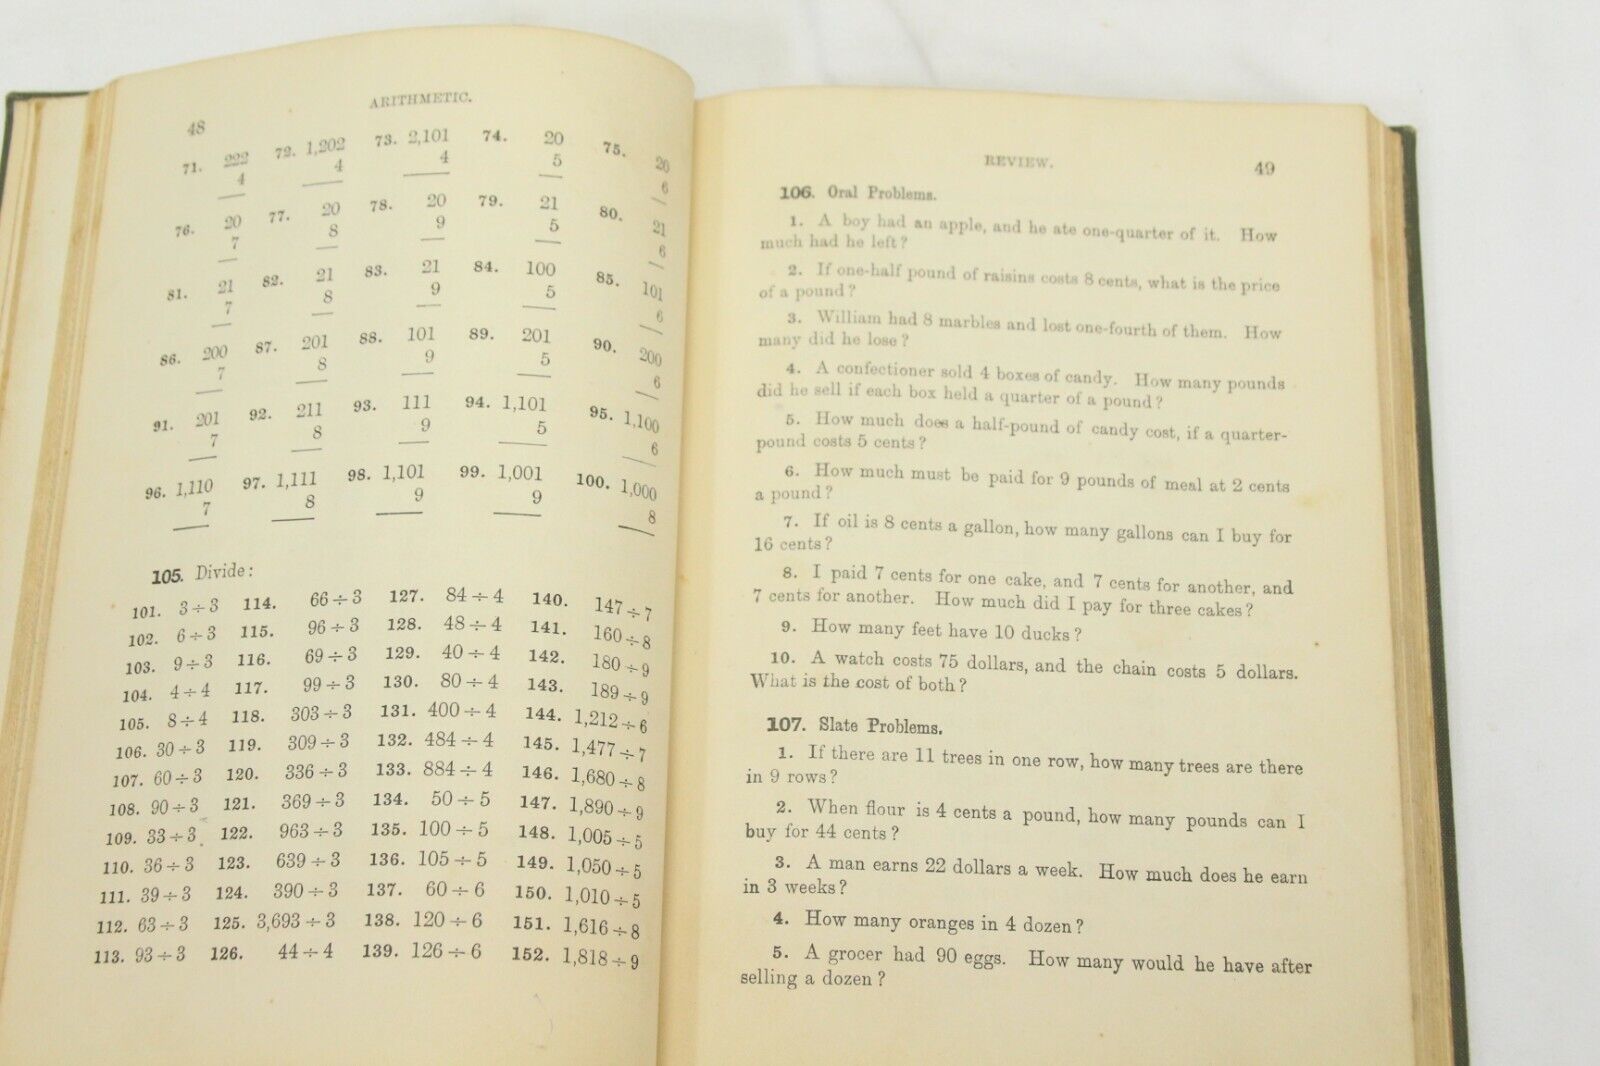 ARITHMETIC.
48
71. 222 72. 1,202 73. 2,101 74. 20 75. 20
4 4 4 5 6
76. 20 77. 20 78. 20 79. 21 80. 21
7 8 9 5 6
81. 21 82. 21 83. 21 84. 100 85. 101
7 8 9 5 6
86. 200 87. 201 88. 101 89. 201 90. 200
7 8 9 5 6
91. 201 92. 211 93. 111 94. 1,101 95. 1,100
7 8 9 5 6
96. 1,110 97. 1,111 98. 1,101 99. 1,001 100. 1,000
7 8 9 9 8
105. Divide:
101. 3÷3 114. 66÷3 127. 84÷4 140. 147÷7
102. 6÷3 115. 96÷3 128. 48÷4 141. 160÷8
103. 9÷3 116. 69÷3 129. 40÷4 142. 180÷9
104. 4÷4 117. 99÷3 130. 80÷4 143. 189÷9
105. 8÷4 118. 303÷3 131. 400÷4 144. 1,212÷6
106. 30÷3 119. 309÷3 132. 484÷4 145. 1,477÷7
107. 60÷3 120. 336÷3 133. 884÷4 146. 1,680÷8
108. 90÷3 121. 369÷3 134. 50÷5 147. 1,890÷9
109. 33÷3 122. 963÷3 135. 100÷5 148. 1,005÷5
110. 36÷3 123. 639÷3 136. 105÷5 149. 1,050÷5
111. 39÷3 124. 390÷3 137. 60÷6 150. 1,010÷5
112. 63÷3 125. 3,693÷3 138. 120÷6 151. 1,616÷8
113. 93÷3 126. 44÷4 139. 126÷6 152. 1,818÷9
REVIEW. 49
106. Oral Problems.
1. A boy had an apple, and he ate one-quarter of it. How
much had he left?
2. If one-half pound of raisins costs 8 cents, what is the price
of a pound?
3. William had 8 marbles and lost one-fourth of them. How
many did he lose?
4. A confectioner sold 4 boxes of candy. How many pounds
did he sell if each box held a quarter of a pound?
5. How much does a half-pound of candy cost, if a quarter-
pound costs 5 cents?
6. How much must be paid for 9 pounds of meal at 2 cents
a pound?
7. If oil is 8 cents a gallon, how many gallons can I buy for
16 cents?
8. I paid 7 cents for one cake, and 7 cents for another, and
7 cents for another. How much did I pay for three cakes?
9. How many feet have 10 ducks?
10. A watch costs 75 dollars, and the chain costs 5 dollars.
What is the cost of both?
107. Slate Problems.
1. If there are 11 trees in one row, how many trees are there
in 9 rows?
2. When flour is 4 cents a pound, how many pounds can I
buy for 44 cents?
3. A man earns 22 dollars a week. How much does he earn
in 3 weeks?
4. How many oranges in 4 dozen?
5. A grocer had 90 eggs. How many would he have after
selling a dozen?